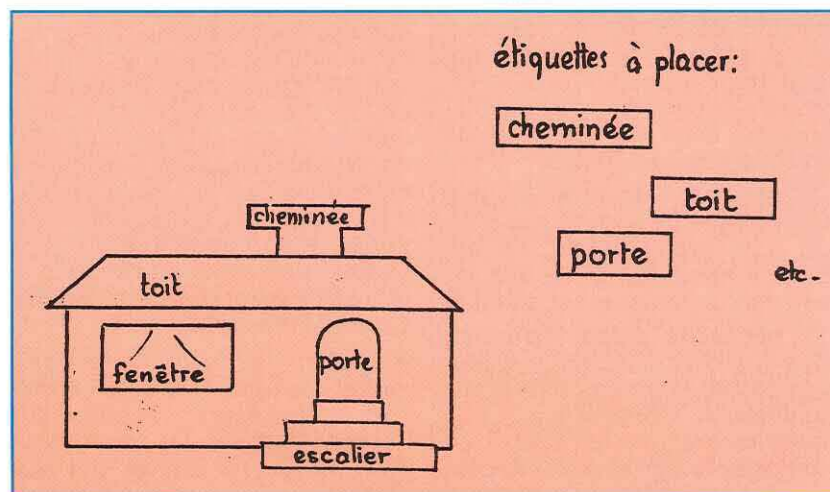 étiquettes à placer:
cheminée
toit
porte
etc.
cheminée
toit
fenêtre
porte
escalier